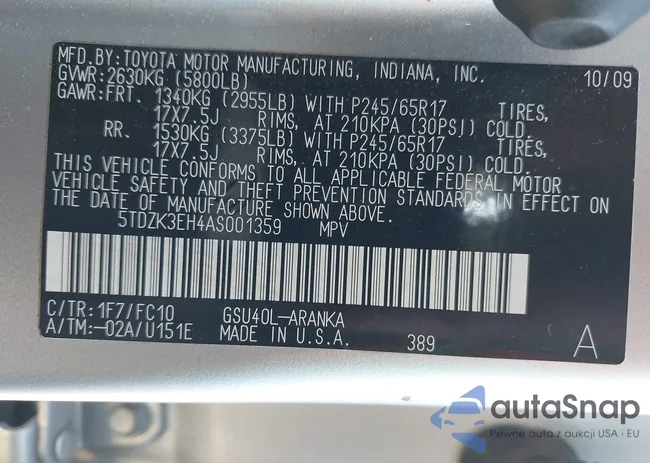 MFD.BY:TOYOTA MOTOR MANUFACTURING, INDIANA, INC. 10/09
GVWR:2630KG (5800LB)
GAWR:FRT. 1340KG (2955LB) WITH P245/65R17 TIRES,
17X7.5J RIMS, AT 210KPA (30PSI) COLD.
RR. 1530KG (3375LB) WITH P245/65R17 TIRES,
17X7.5J RIMS, AT 210KPA (30PSI) COLD.
THIS VEHICLE CONFORMS TO ALL APPLICABLE FEDERAL MOTOR
VEHICLE SAFETY AND THEFT PREVENTION STANDARDS IN EFFECT ON
THE DATE OF MANUFACTURE SHOWN ABOVE.
5TDZK3EH4AS001359 MPV
C/TR:1F7/FC10 GSU40L-ARANKA
A/TM:-02A/U151E MADE IN U.S.A. 389 A
autaSnap
Pewne auto z aukcji USA i EU